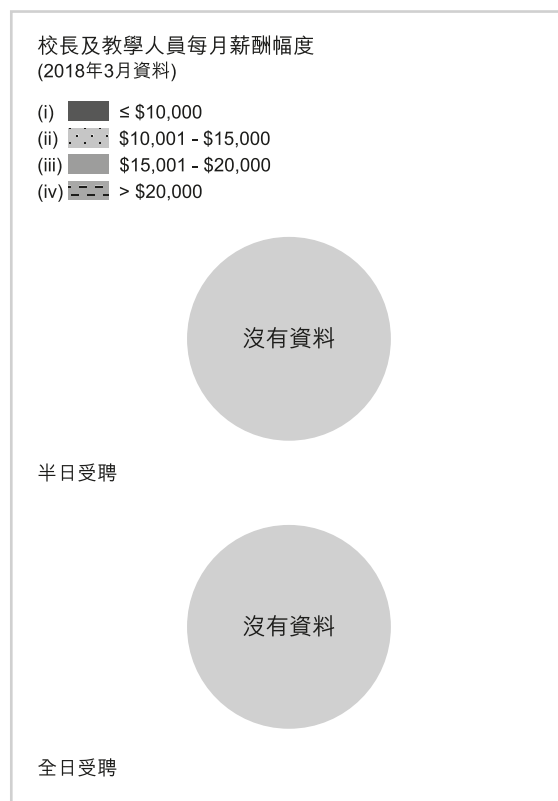 校長及教學人員每月薪酬幅度
(2018年3月資料)
(i) ≤ $10,000
(ii) $10,001 - $15,000
(iii) $15,001 - $20,000
(iv) > $20,000
沒有資料
半日受聘
沒有資料
全日受聘